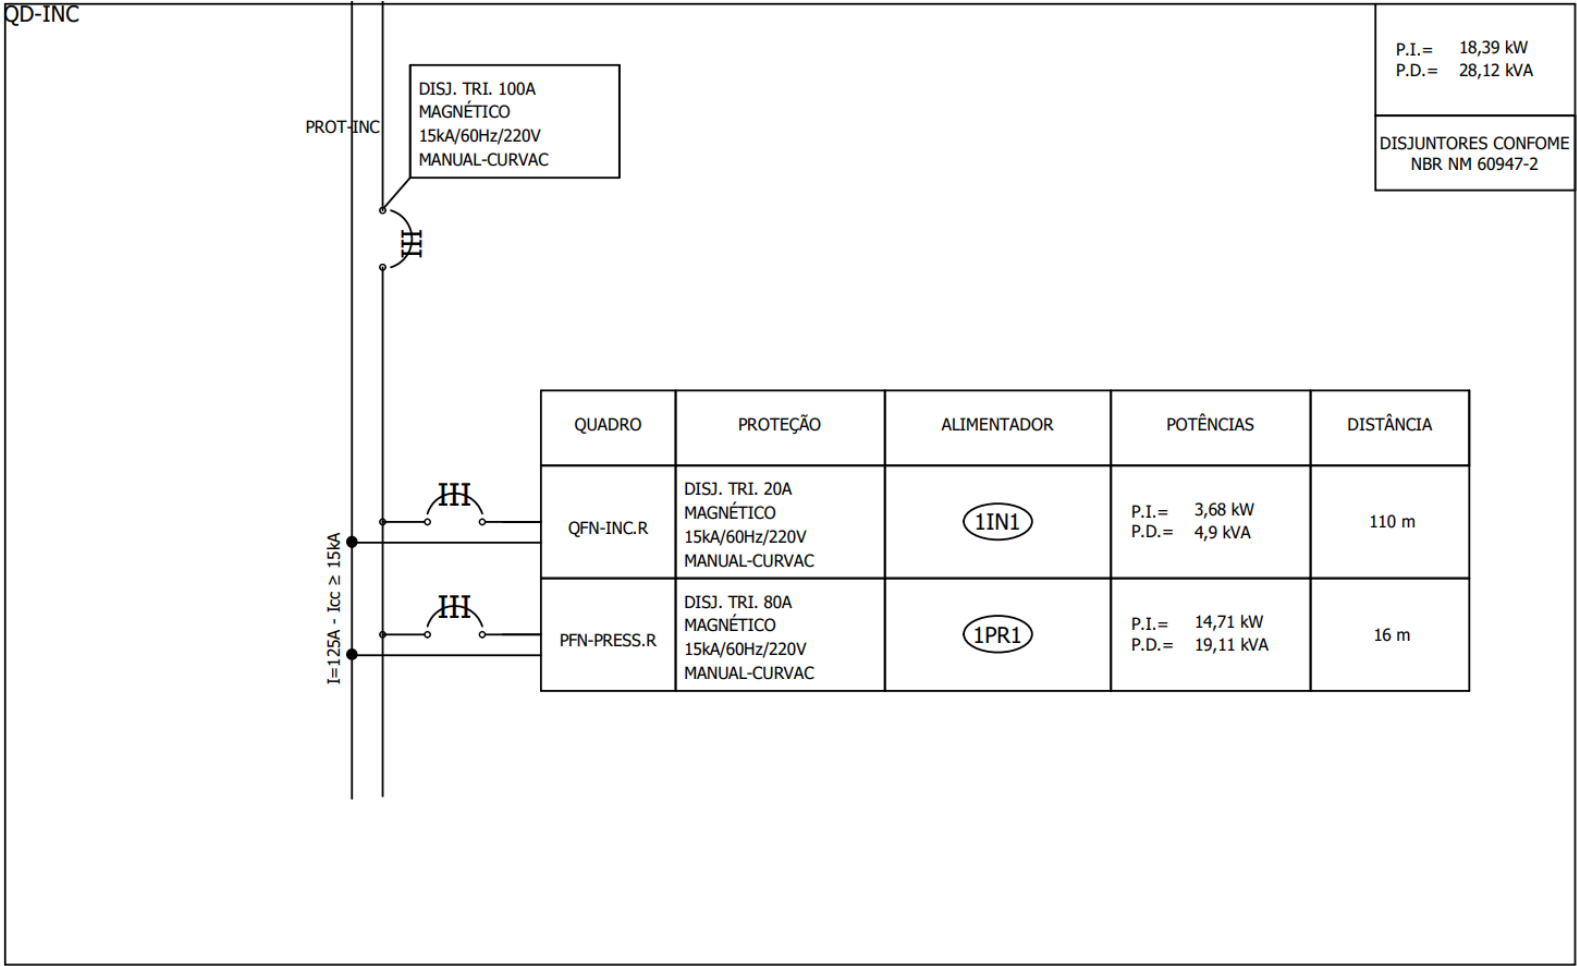 QD-INC
P.I.= 18,39 kW
P.D.= 28,12 kVA
DISJUNTORES CONFOME
NBR NM 60947-2
DISJ. TRI. 100A
MAGNÉTICO
15kA/60Hz/220V
MANUAL-CURVAC
PROT-INC
QUADRO PROTEÇÃO ALIMENTADOR POTÊNCIAS DISTÂNCIA
QFN-INC.R
DISJ. TRI. 20A
MAGNÉTICO
15kA/60Hz/220V
MANUAL-CURVAC
1IN1
P.I.= 3,68 kW
P.D.= 4,9 kVA
110 m
PFN-PRESS.R
DISJ. TRI. 80A
MAGNÉTICO
15kA/60Hz/220V
MANUAL-CURVAC
1PR1
P.I.= 14,71 kW
P.D.= 19,11 kVA
16 m
I=125A - Icc ≥ 15kA